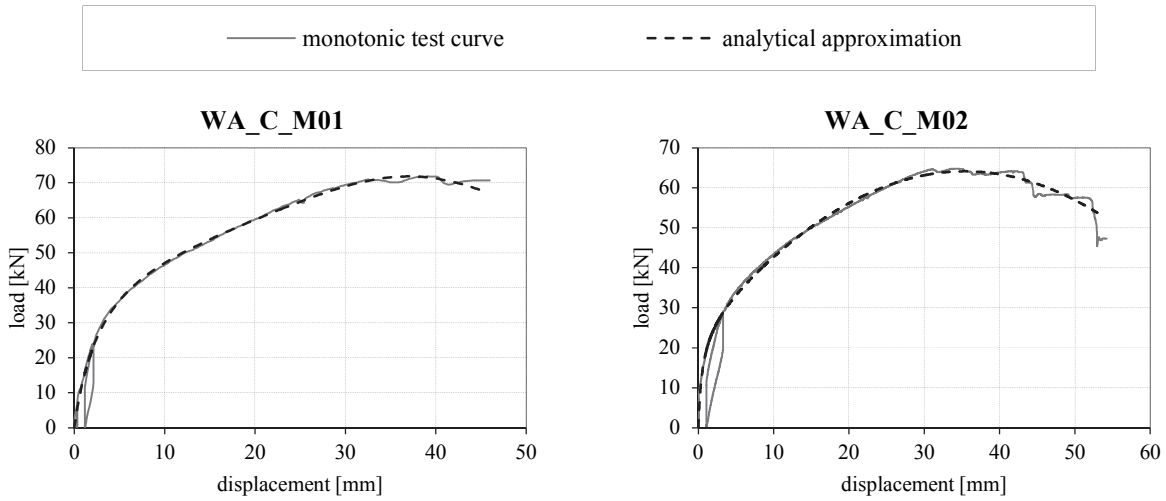 monotonic test curve analytical approximation
WA_C_M01
80
70
60
50
40
30
20
10
0
load [kN]
0 10 20 30 40 50
displacement [mm]
WA_C_M02
70
60
50
40
30
20
10
0
load [kN]
0 10 20 30 40 50 60
displacement [mm]